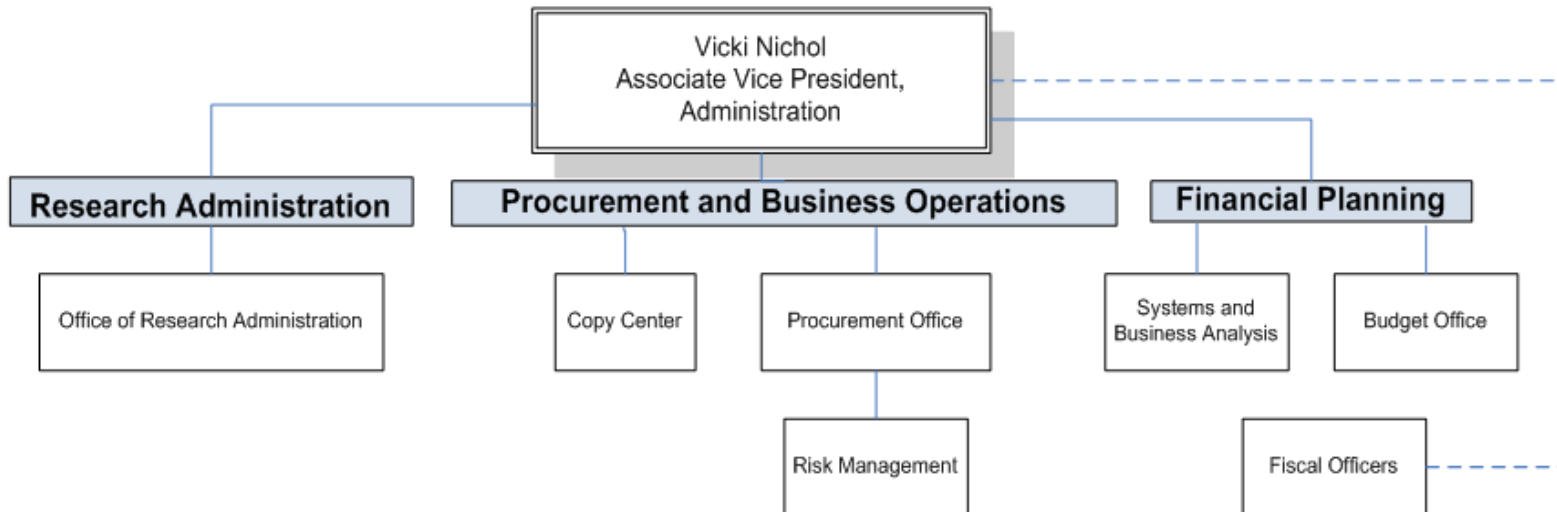 Vicki Nichol
Associate Vice President,
Administration
Research Administration
Procurement and Business Operations
Financial Planning
Office of Research Administration
Copy Center
Procurement Office
Systems and
Business Analysis
Budget Office
Risk Management
Fiscal Officers